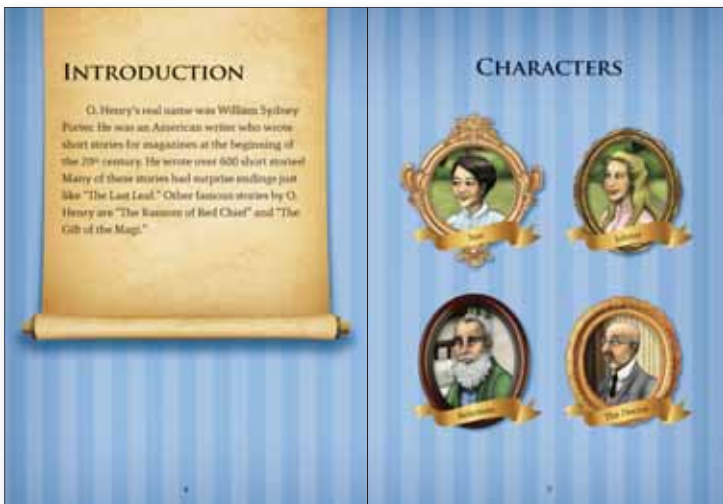 INTRODUCTION
O. Henry's real name was William Sydney
Porter. He was an American writer who wrote
short stories for magazines at the beginning of
the 20th century. He wrote over 600 short stories!
Many of these stories had surprise endings just
like "The Last Leaf." Other famous stories by O.
Henry are "The Ransom of Red Chief" and "The
Gift of the Magi."
CHARACTERS
Sue
Johnsy
Behrman
The Doctor